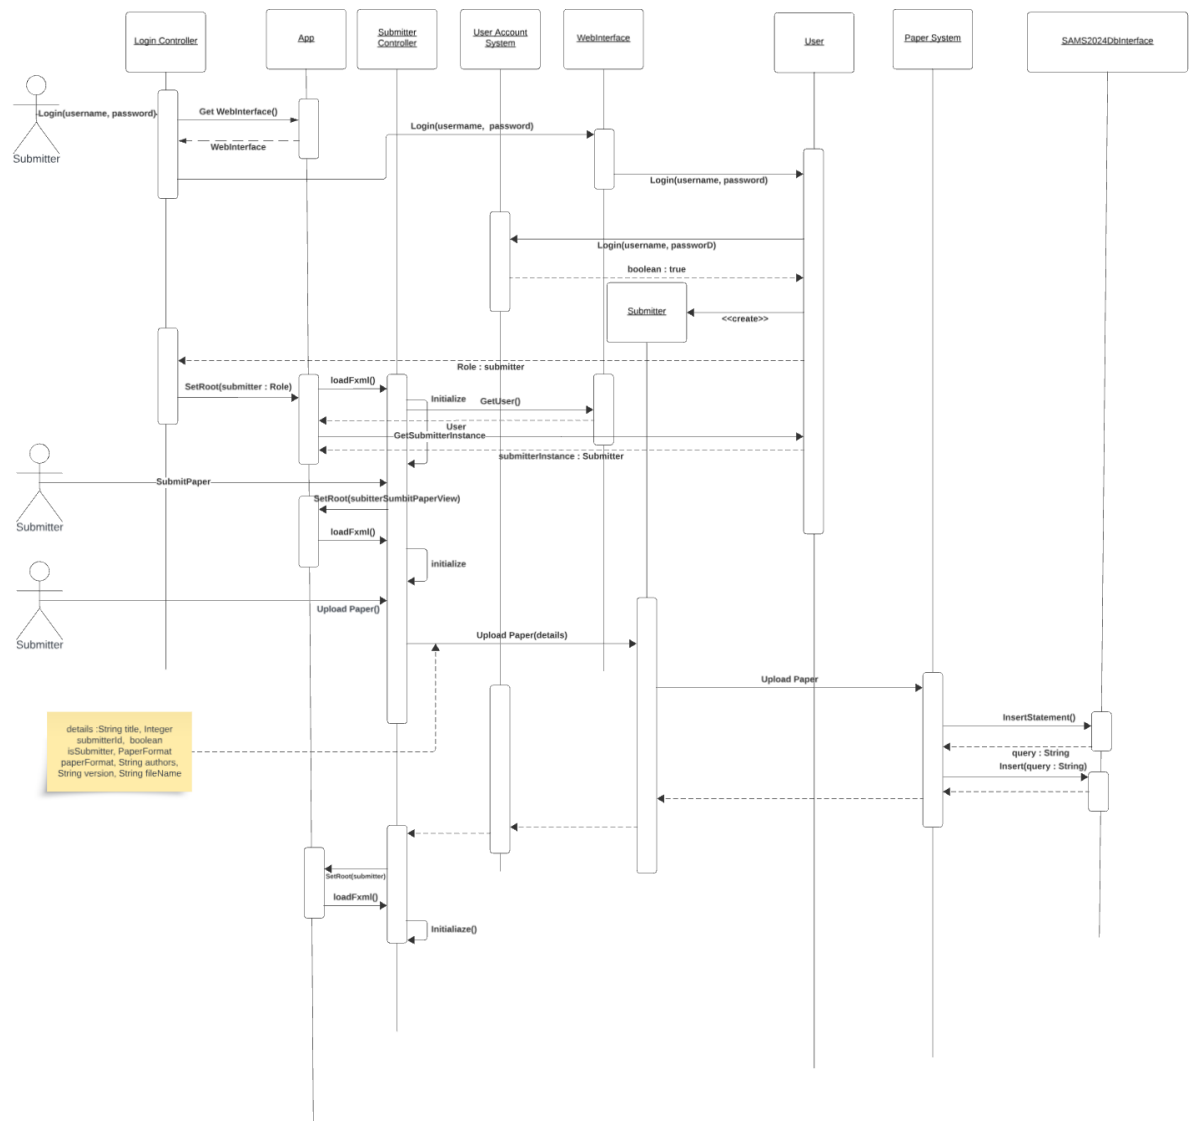 Login Controller
App
Submitter
Controller
User Account
System
WebInterface
User
Paper System
SAMS2024DbInterface
Login(username, password)
Get WebInterface()
WebInterface
Login(username, password)
Submitter
Login(username, password)
Login(username, passworD)
boolean : true
Submitter
<<create>>
Role : submitter
SetRoot(submitter : Role)
loadFxml()
Initialize
GetUser()
User
GetSubmitterInstance
submitterInstance : Submitter
SubmitPaper
SetRoot(subitterSumbitPaperView)
Submitter
loadFxml()
initialize
Upload Paper()
Submitter
Upload Paper(details)
Upload Paper
InsertStatement()
query : String
Insert(query : String)
details :String title, Integer
submitterId, boolean
isSubmitter, PaperFormat
paperFormat, String authors,
String version, String fileName
SetRoot(submitter)
loadFxml()
Initialiaze()